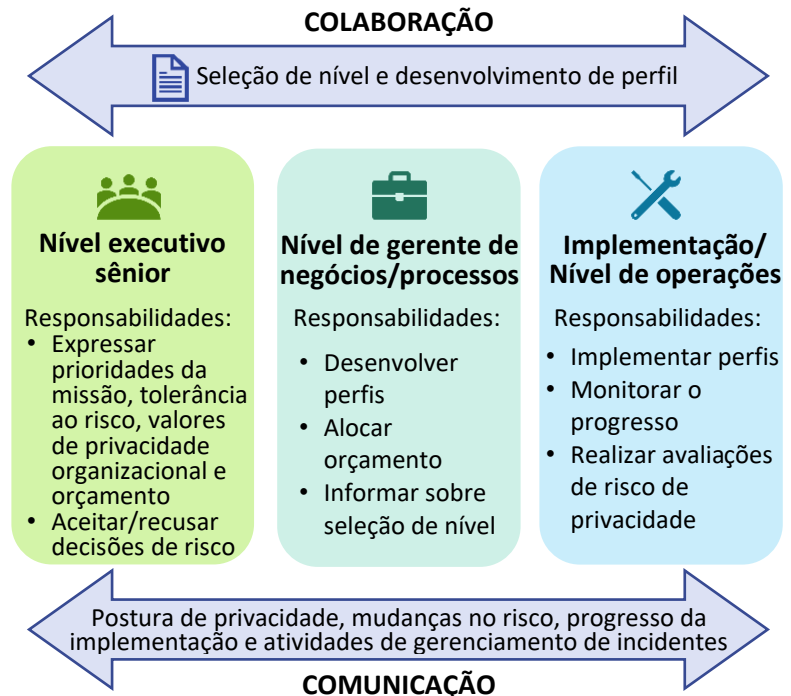 COLABORAÇÃO
Seleção de nível e desenvolvimento de perfil
Nível executivo
sênior
Responsabilidades:
• Expressar
prioridades da
missão, tolerância
ao risco, valores
de privacidade
organizacional e
orçamento
• Aceitar/recusar
decisões de risco
Nível de gerente de
negócios/processos
Responsabilidades:
• Desenvolver
perfis
• Alocar
orçamento
• Informar sobre
seleção de nível
Implementação/
Nível de operações
Responsabilidades:
• Implementar perfis
• Monitorar o
progresso
• Realizar avaliações
de risco de
privacidade
Postura de privacidade, mudanças no risco, progresso da
implementação e atividades de gerenciamento de incidentes
COMUNICAÇÃO